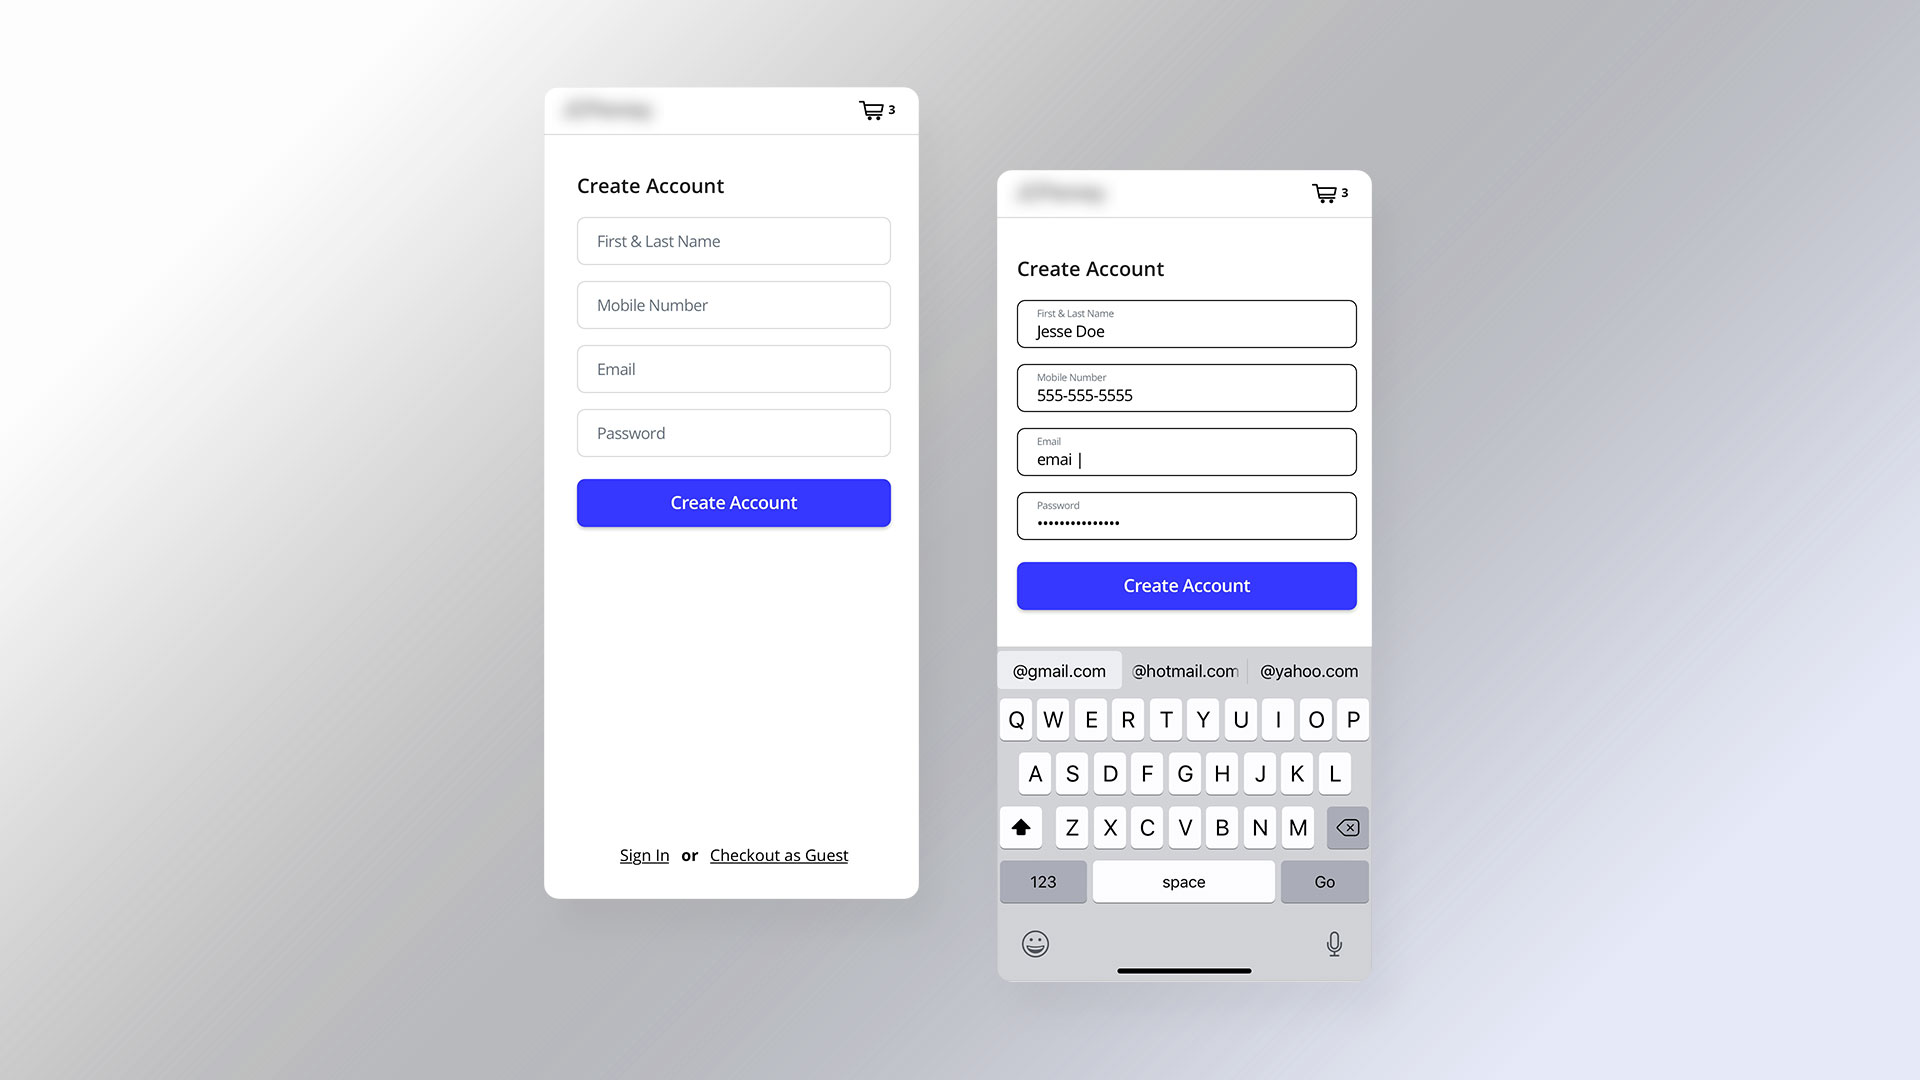 3
Create Account
First & Last Name
Mobile Number
Email
Password
Create Account
Sign In or Checkout as Guest
3
Create Account
First & Last Name
Jesse Doe
Mobile Number
555-555-5555
Email
emai |
Password
•••••••••••••••
Create Account
@gmail.com @hotmail.com @yahoo.com
Q W E R T Y U I O P
A S D F G H J K L
Z X C V B N M
123 space Go